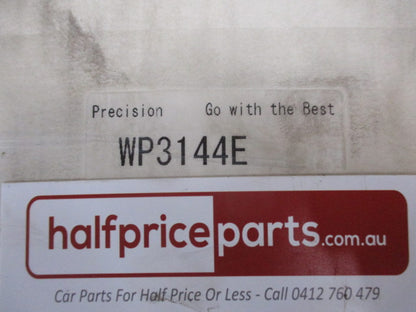 Precision Go with the Best
WP3144E
halfpriceparts.com.au
Car Parts For Half Price Or Less - Call 0412 760 479